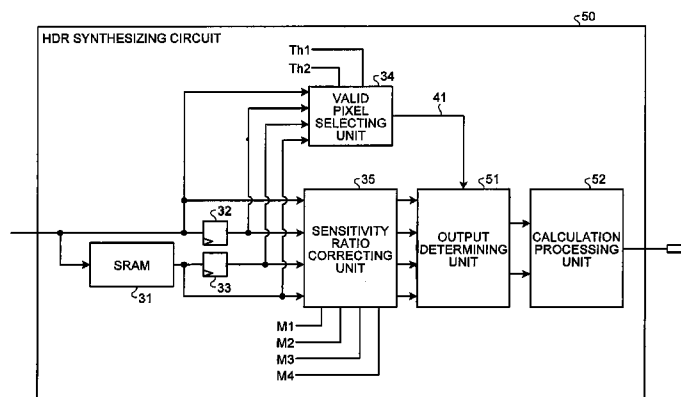 50
HDR SYNTHESIZING CIRCUIT
Th1
Th2
34
VALID
PIXEL
SELECTING
UNIT
41
35
SENSITIVITY
RATIO
CORRECTING
UNIT
51
OUTPUT
DETERMINING
UNIT
52
CALCULATION
PROCESSING
UNIT
32
SRAM
31
33
M1
M2
M3
M4